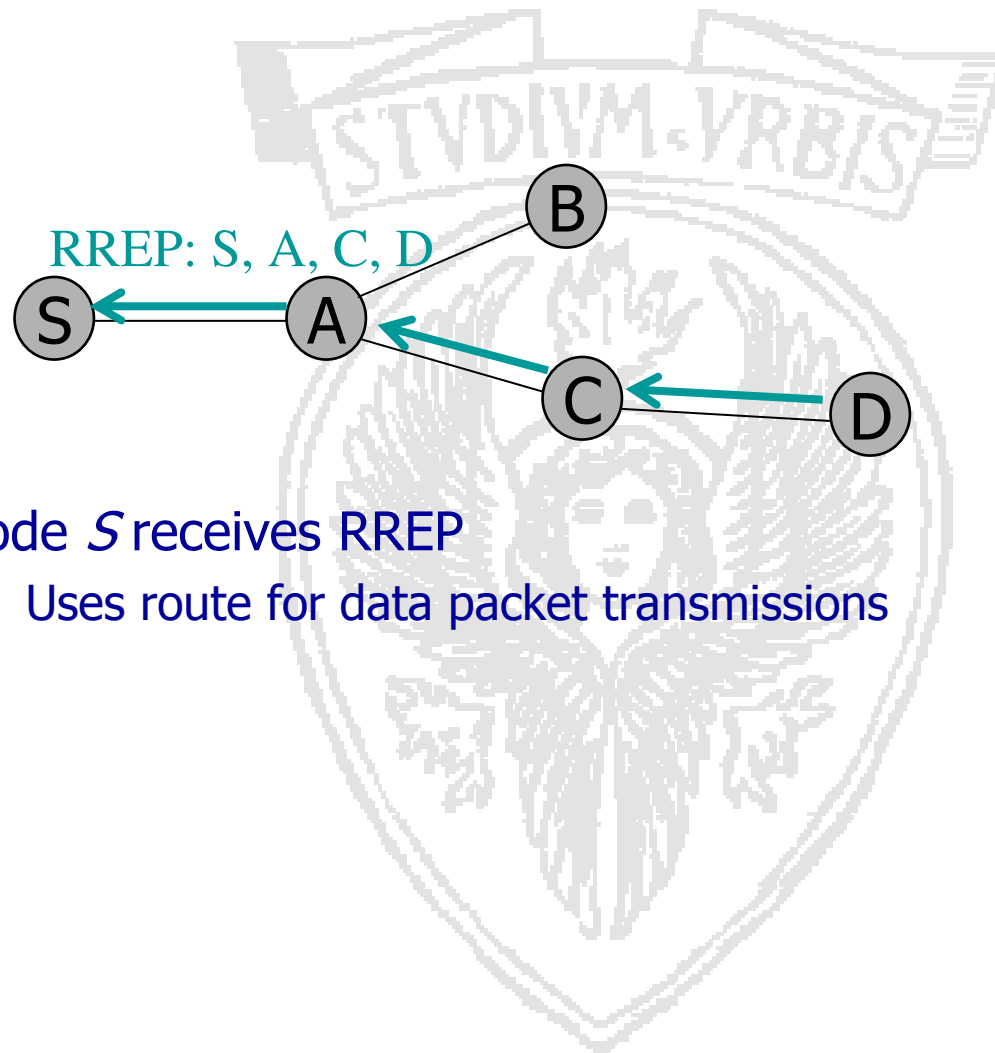 STVDIVM·VRBIS
B
RREP: S, A, C, D
S
A
C
D
ode S receives RREP
Uses route for data packet transmissions